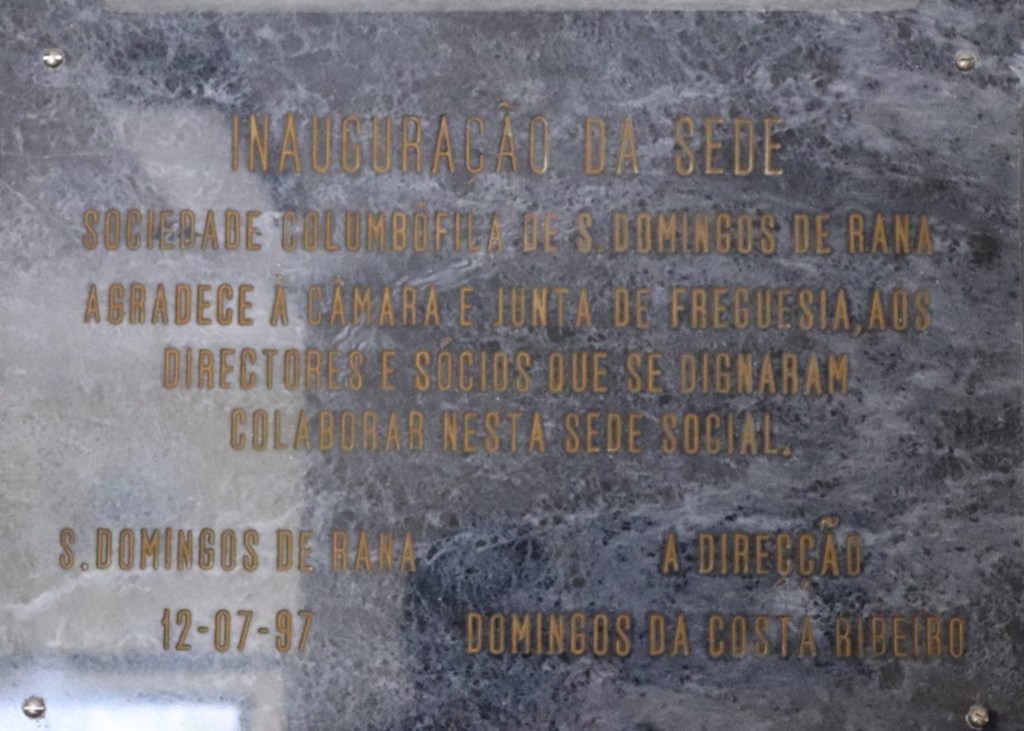 INAUGURAÇÃO DA SEDE
SOCIEDADE COLUMBÓFILA DE S. DOMINGOS DE RANA
AGRADECE À CÂMARA E JUNTA DE FREGUESIA, AOS
DIRECTORES E SÓCIOS QUE SE DIGNARAM
COLABORAR NESTA SEDE SOCIAL.
S. DOMINGOS DE RANA
12-07-97
A DIRECÇÃO
DOMINGOS DA COSTA RIBEIRO